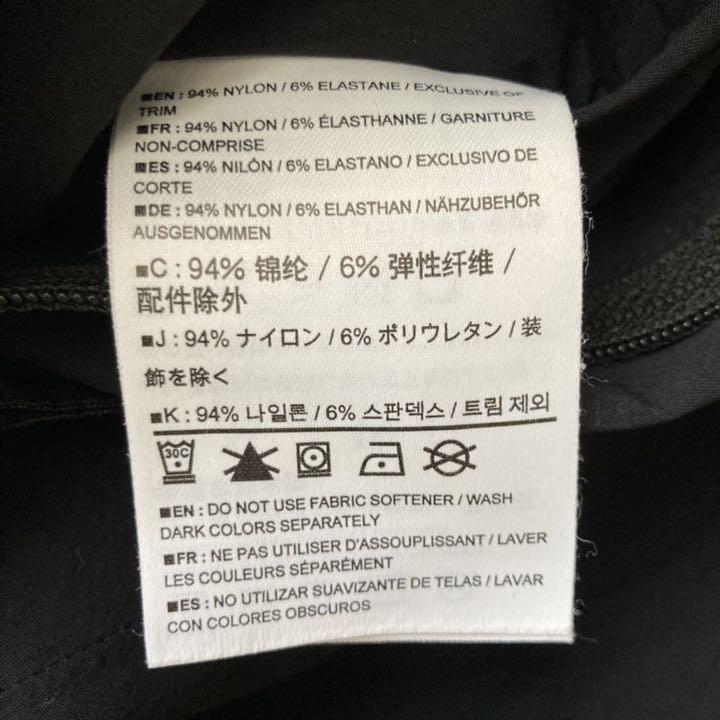 ■EN : 94% NYLON / 6% ELASTANE / EXCLUSIVE OF
TRIM
■FR : 94% NYLON / 6% ÉLASTHANNE / GARNITURE
NON-COMPRISE
■ES : 94% NILÓN / 6% ELASTANO / EXCLUSIVO DE
CORTE
■DE : 94% NYLON / 6% ELASTHAN / NÄHZUBEHÖR
AUSGENOMMEN
■C : 94% 锦纶 / 6% 弹性纤维 /
配件除外
■J : 94% ナイロン / 6% ポリウレタン / 装
飾を除く
■K : 94% 나일론 / 6% 스판덱스 / 트림 제외
30C
■EN : DO NOT USE FABRIC SOFTENER / WASH
DARK COLORS SEPARATELY
■FR : NE PAS UTILISER D'ASSOUPLISSANT / LAVER
LES COULEURS SÉPARÉMENT
■ES : NO UTILIZAR SUAVIZANTE DE TELAS / LAVAR
CON COLORES OBSCUROS